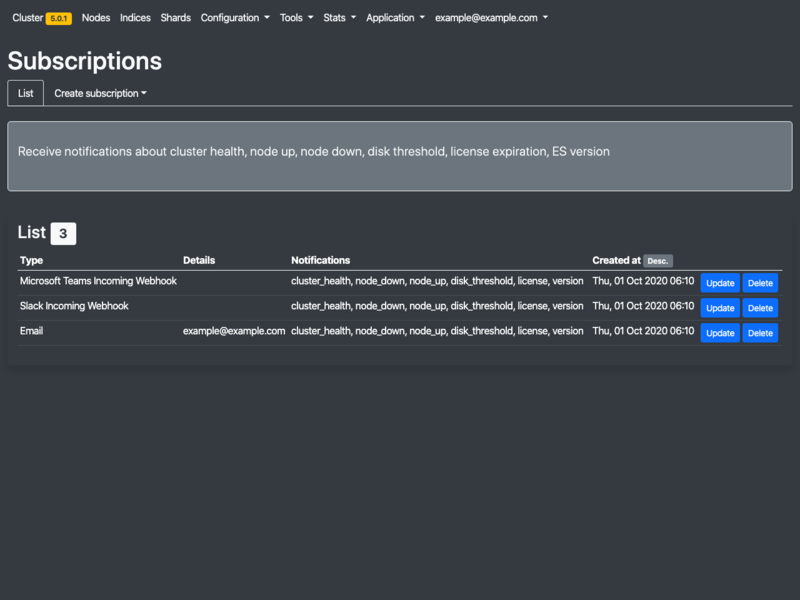 Cluster 5.0.1 Nodes Indices Shards Configuration Tools Stats Application example@example.com
Subscriptions
List Create subscription
Receive notifications about cluster health, node up, node down, disk threshold, license expiration, ES version
List 3
Type Details Notifications Created at Desc.
Microsoft Teams Incoming Webhook cluster_health, node_down, node_up, disk_threshold, license, version Thu, 01 Oct 2020 06:10 Update Delete
Slack Incoming Webhook cluster_health, node_down, node_up, disk_threshold, license, version Thu, 01 Oct 2020 06:10 Update Delete
Email example@example.com cluster_health, node_down, node_up, disk_threshold, license, version Thu, 01 Oct 2020 06:10 Update Delete